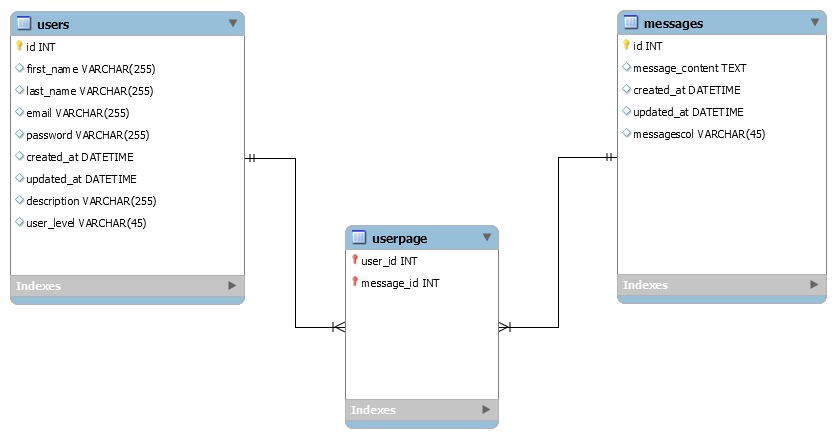 users
id INT
first_name VARCHAR(255)
last_name VARCHAR(255)
email VARCHAR(255)
password VARCHAR(255)
created_at DATETIME
updated_at DATETIME
description VARCHAR(255)
user_level VARCHAR(45)
Indexes
messages
id INT
message_content TEXT
created_at DATETIME
updated_at DATETIME
messagescol VARCHAR(45)
Indexes
userpage
user_id INT
message_id INT
Indexes